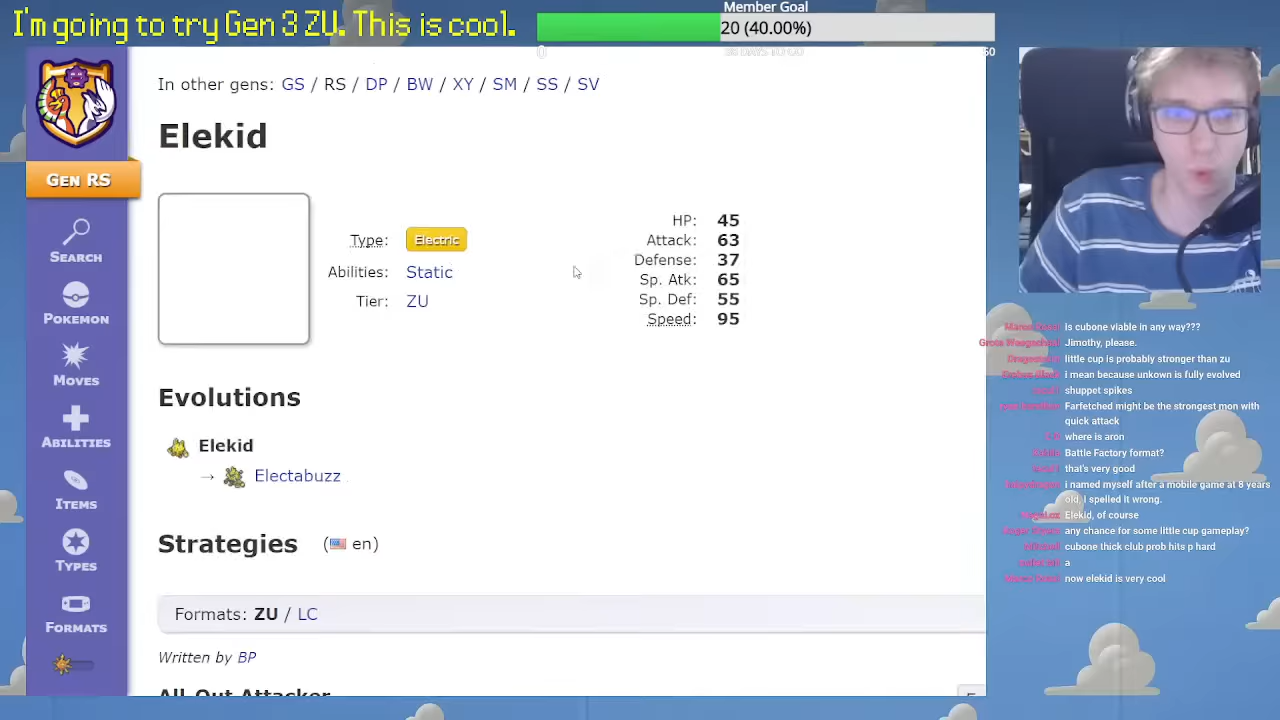 I'm going to try Gen 3 ZU. This is cool.
Member Goal
20 (40.00%)
0
In other gens: GS / RS / DP / BW / XY / SM / SS / SV
Elekid
GEN RS
SEARCH
POKEMON
MOVES
ABILITIES
ITEMS
TYPES
FORMATS
Type: Electric
Abilities: Static
Tier: ZU
HP: 45
Attack: 63
Defense: 37
Sp. Atk: 65
Sp. Def: 55
Speed: 95
Evolutions
Elekid
→ Electabuzz
Strategies (en)
Formats: ZU / LC
Written by BP
All-Out Attacker
is cubone viable in any way???
Jimothy, please.
little cup is probably stronger than zu
i mean because unkown is fully evolved
shuppet spikes
Farfetched might be the strongest mon with
quick attack
where is aron
Battle Factory format?
that's very good
i named myself after a mobile game at 8 years
old, I spelled it wrong.
Elekid, of course
any chance for some little cup gameplay?
cubone thick club prob hits p hard
a
now elekid is very cool